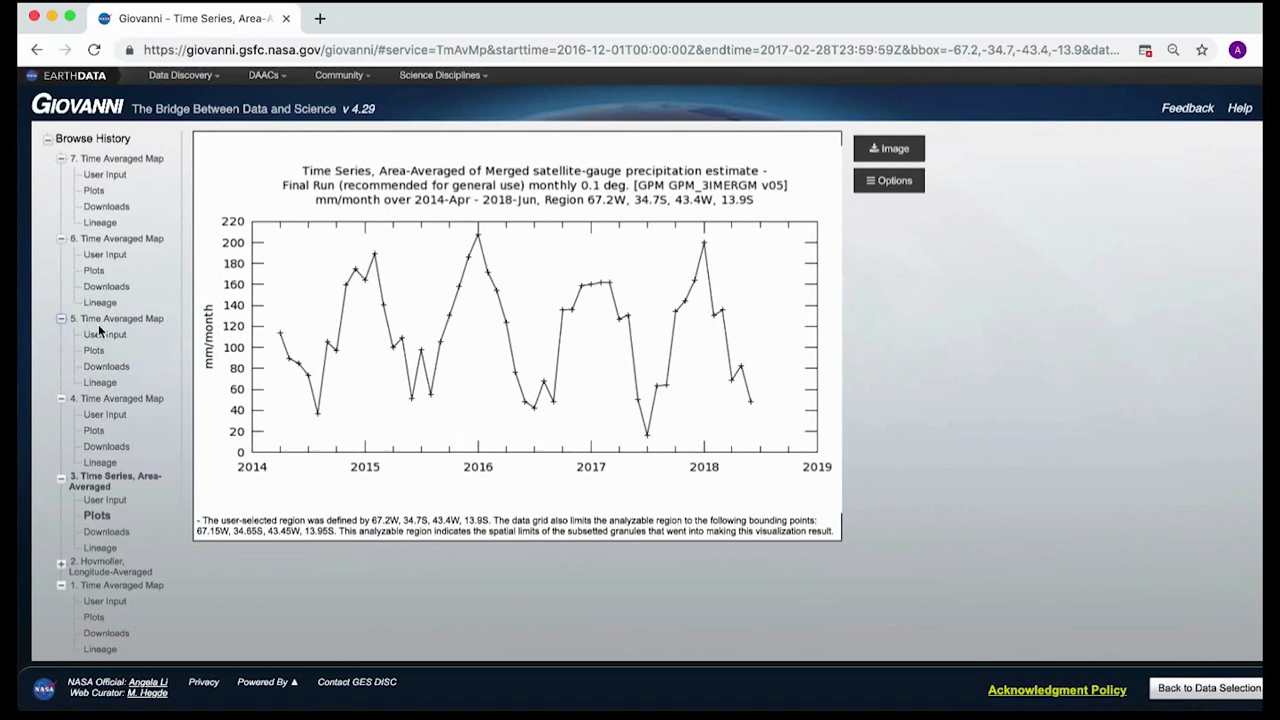 Giovanni - Time Series, Area-A
https://giovanni.gsfc.nasa.gov/giovanni/#service=TmAvMp&starttime=2016-12-01T00:00:00Z&endtime=2017-02-28T23:59:59Z&bbox=-67.2,-34.7,-43.4,-13.9&dat...
A
EARTHDATA Data Discovery DAACs Community Science Disciplines
GIOVANNI The Bridge Between Data and Science v 4.29 Feedback Help
Browse History
7. Time Averaged Map
User Input
Plots
Downloads
Lineage
6. Time Averaged Map
User Input
Plots
Downloads
Lineage
5. Time Averaged Map
User Input
Plots
Downloads
Lineage
4. Time Averaged Map
User Input
Plots
Downloads
Lineage
3. Time Series, Area-
Averaged
User Input
Plots
Downloads
Lineage
2. Hovmoller,
Longitude-Averaged
1. Time Averaged Map
User Input
Plots
Downloads
Lineage
Time Series, Area-Averaged of Merged satellite-gauge precipitation estimate -
Final Run (recommended for general use) monthly 0.1 deg. [GPM GPM_3IMERGM v05]
mm/month over 2014-Apr - 2018-Jun, Region 67.2W, 34.7S, 43.4W, 13.9S
220
200
180
160
140
120
100
80
60
40
20
0
mm/month
2014 2015 2016 2017 2018 2019
- The user-selected region was defined by 67.2W, 34.7S, 43.4W, 13.9S. The data grid also limits the analyzable region to the following bounding points:
67.15W, 34.65S, 43.45W, 13.95S. This analyzable region indicates the spatial limits of the subsetted granules that went into making this visualization result.
Image
Options
NASA
NASA Official: Angela Li
Web Curator: M. Hegde
Privacy Powered By Contact GES DISC
Acknowledgment Policy
Back to Data Selection